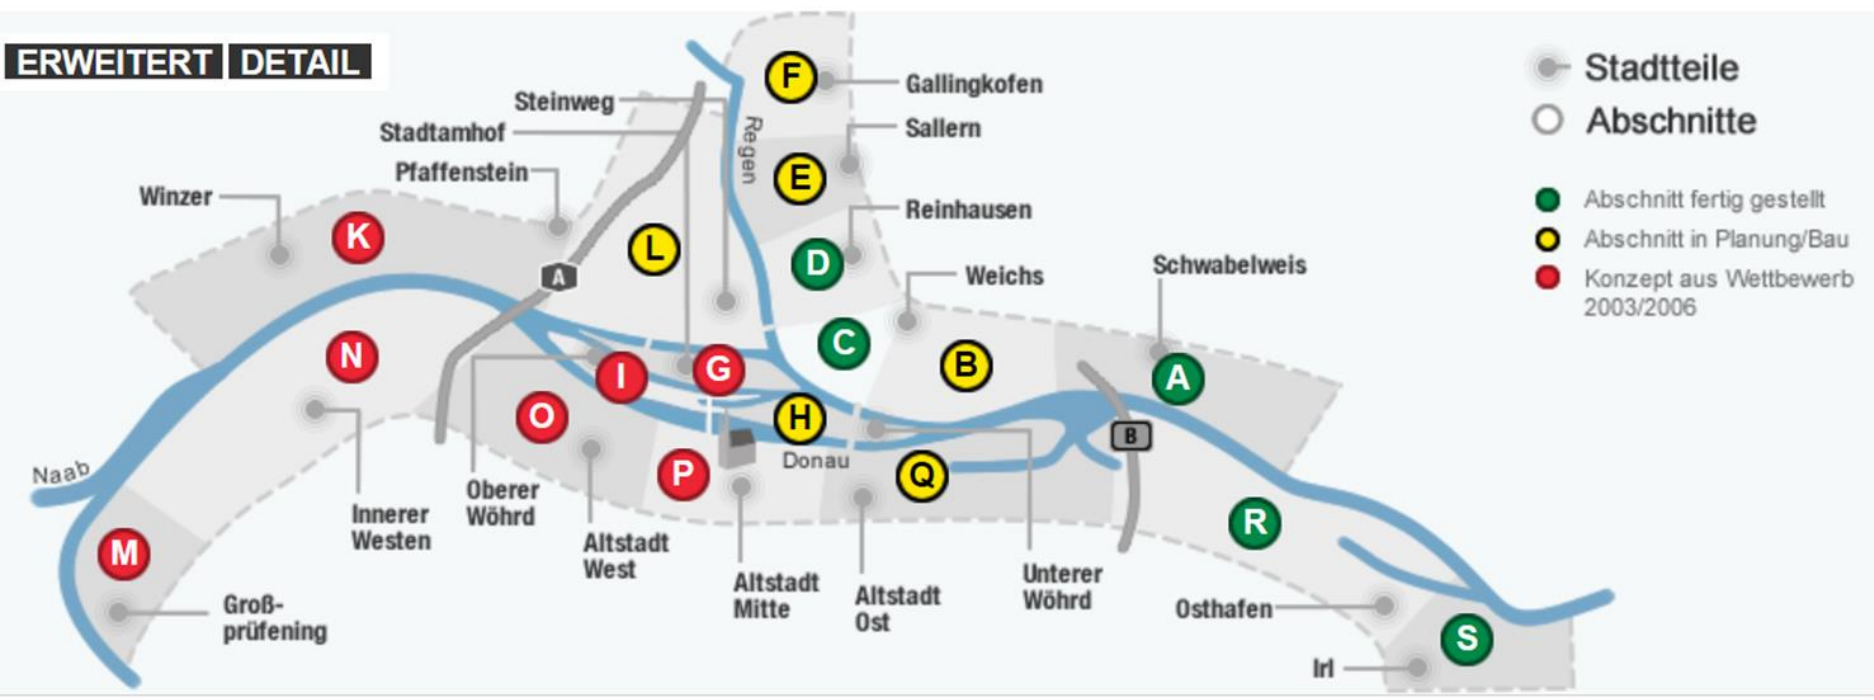 ERWEITERT DETAIL
Stadtteile
Abschnitte
Abschnitt fertig gestellt
Abschnitt in Planung/Bau
Konzept aus Wettbewerb
2003/2006
F
Gallingkofen
Steinweg
Stadtamhof
Pfaffenstein
Winzer
Regen
Sallern
E
Reinhausen
D
K
L
A
Weichs
Schwabelweis
C
B
A
N
I
G
H
O
P
Q
B
Donau
Naab
M
R
S
Innerer
Westen
Oberer
Wöhrd
Altstadt
West
Altstadt
Mitte
Altstadt
Ost
Unterer
Wöhrd
Osthafen
Irl
Groß-
prüfening